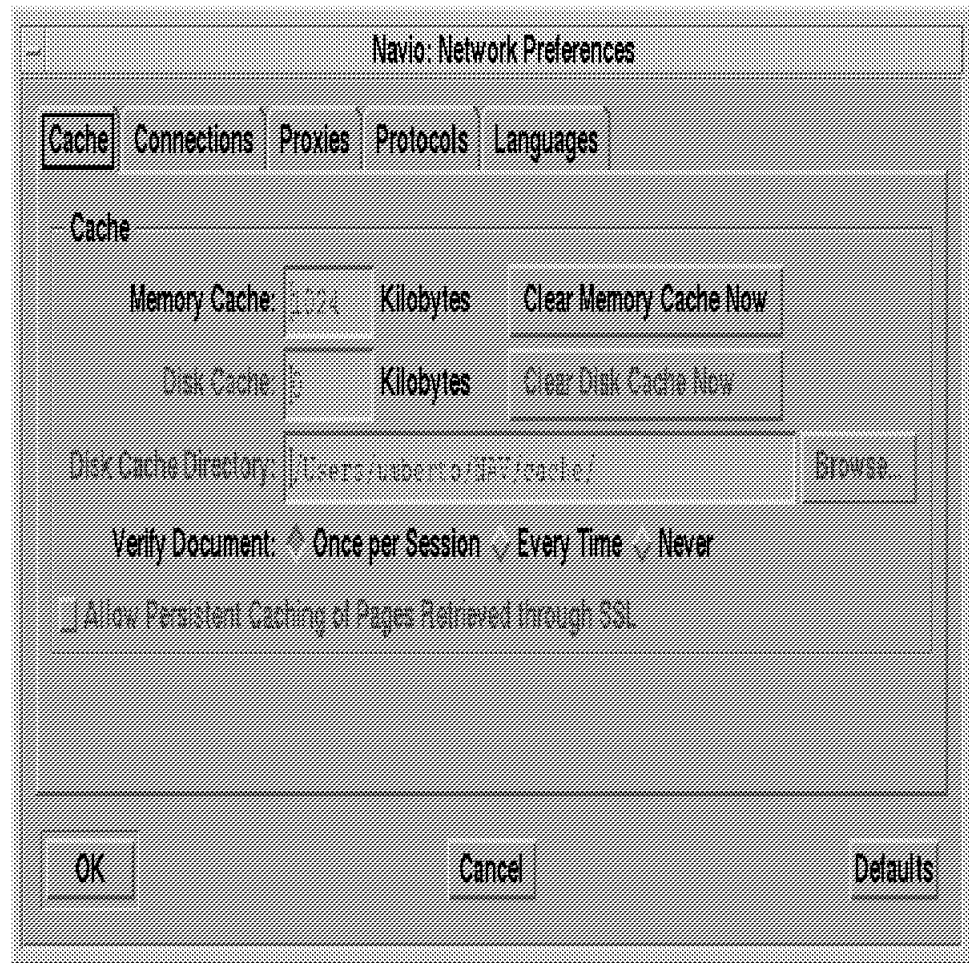 Navio: Network Preferences
Cache Connections Proxies Protocols Languages
Cache
Memory Cache: 1024 Kilobytes Clear Memory Cache Now
Disk Cache: 0 Kilobytes Clear Disk Cache Now
Disk Cache Directory: Browse...
Verify Document: Once per Session Every Time Never
Allow Persistent Caching of Pages Retrieved through SSL
OK Cancel Defaults